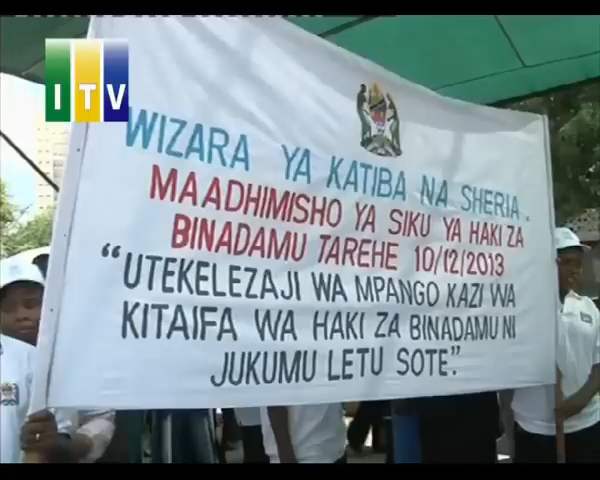 ITV
WIZARA YA KATIBA NA SHERIA.
MAADHIMISHO YA SIKU YA HAKI ZA
BINADAMU TAREHE 10/12/2013
"UTEKELEZAJI WA MPANGO KAZI WA
KITAIFA WA HAKI ZA BINADAMU NI
JUKUMU LETU SOTE".